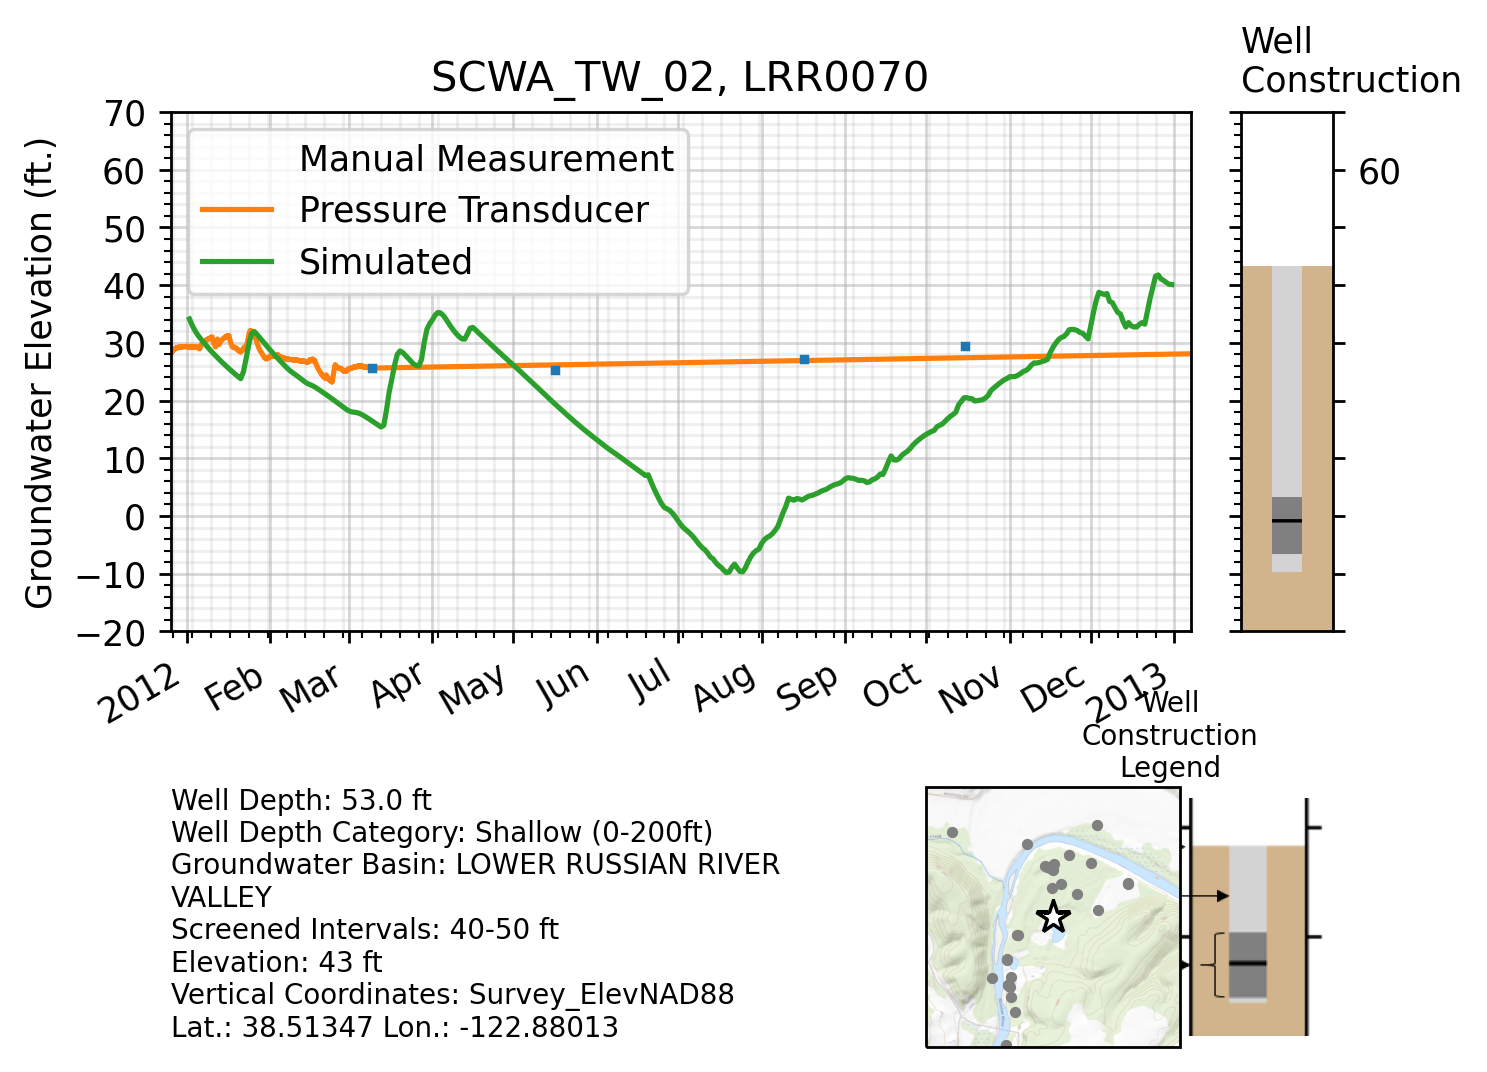 Well
Construction
SCWA_TW_02, LRR0070
Groundwater Elevation (ft.)
70
60
50
40
30
20
10
0
−10
−20
Manual Measurement
Pressure Transducer
Simulated
60
2012
Feb
Mar
Apr
May
Jun
Jul
Aug
Sep
Oct
Nov
Dec
2013
Well
Construction
Legend
Well Depth: 53.0 ft
Well Depth Category: Shallow (0-200ft)
Groundwater Basin: LOWER RUSSIAN RIVER
VALLEY
Screened Intervals: 40-50 ft
Elevation: 43 ft
Vertical Coordinates: Survey_ElevNAD88
Lat.: 38.51347 Lon.: -122.88013